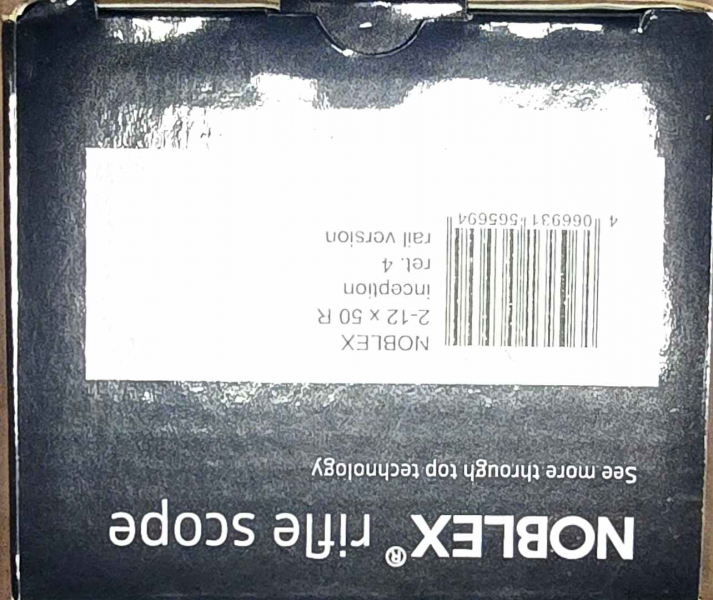 NOBLEX® rifle scope
See more through top technology
NOBLEX
2-12 x 50 R
inception
ret. 4
rail version
4 066931 565694